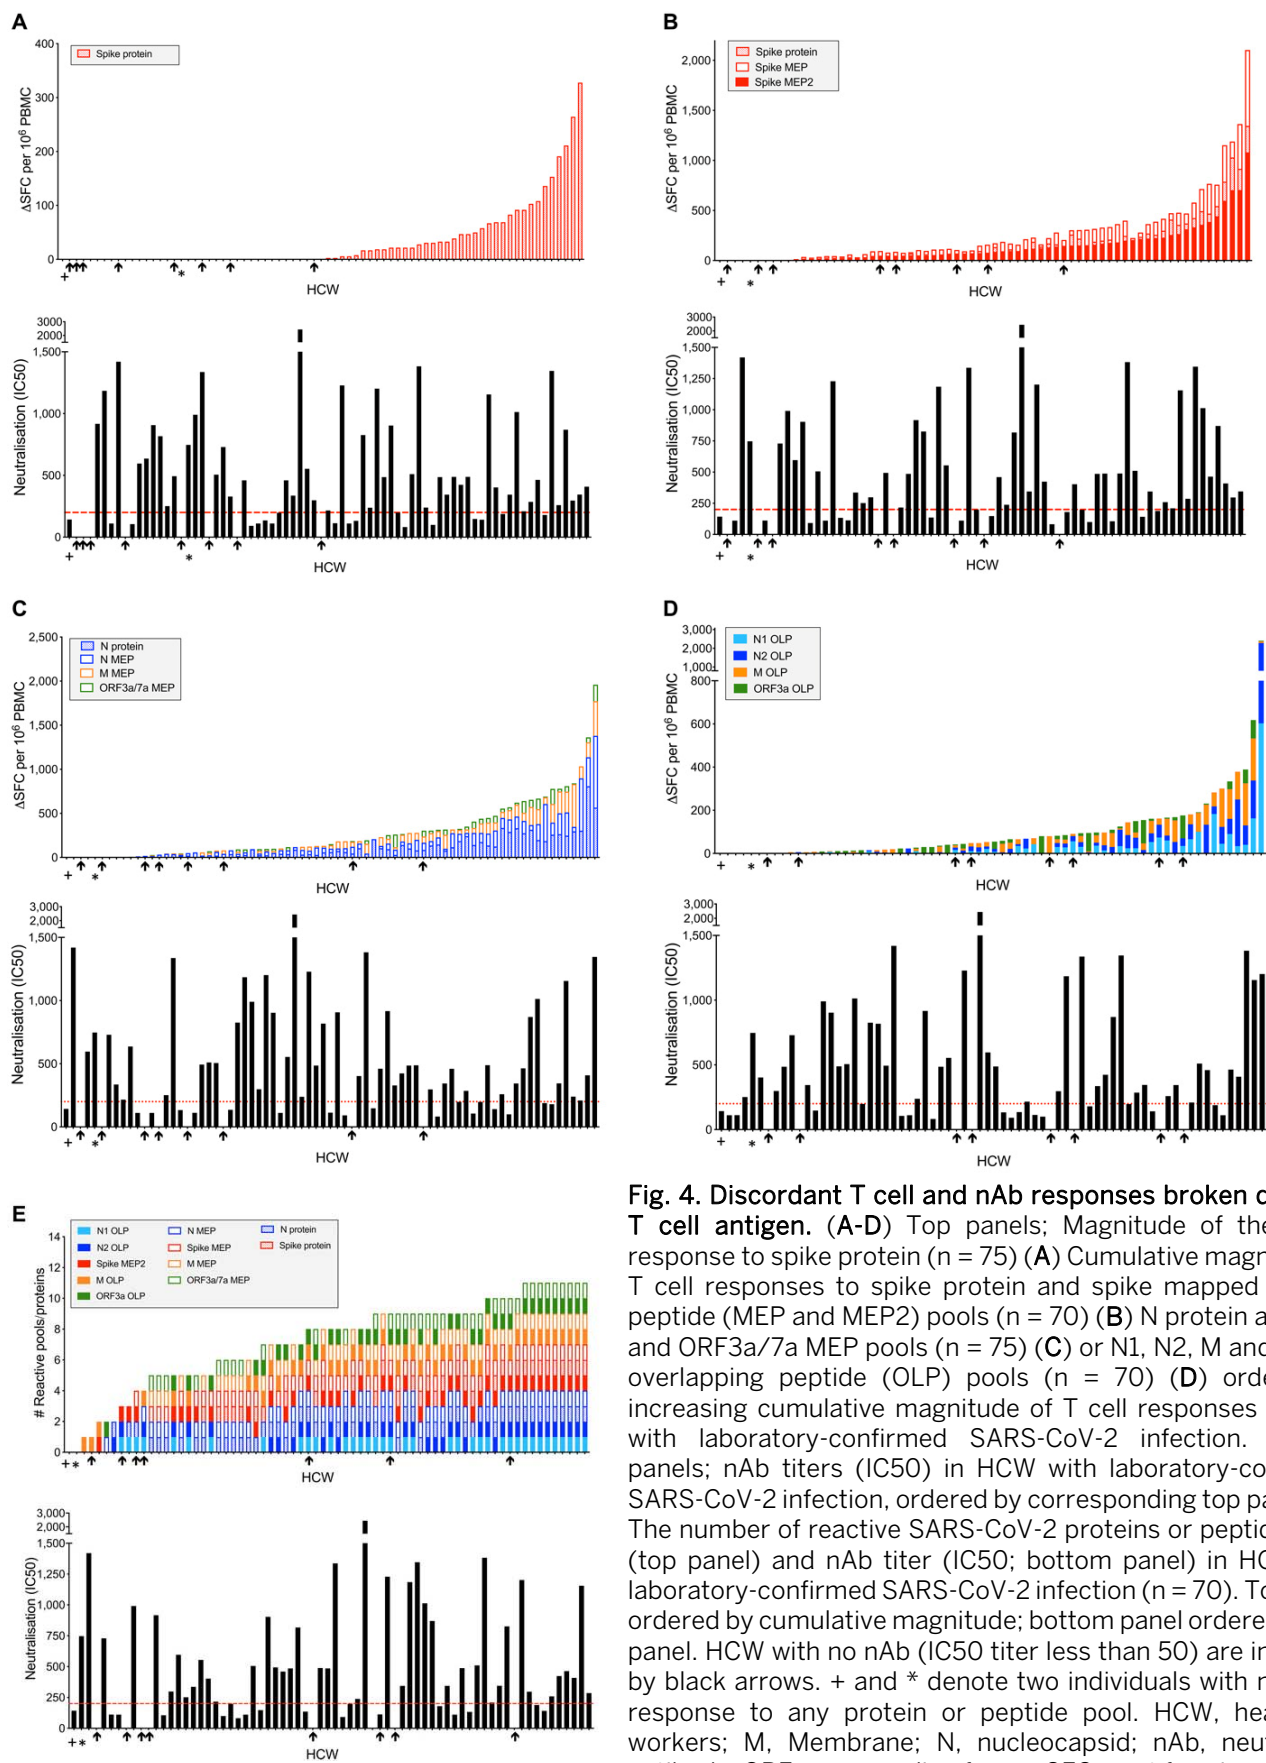 A
400
300
200
100
0
ΔSFC per 10⁶ PBMC
Spike protein
+
*
HCW
3000
2000
1,500
1,000
500
0
Neutralisation (IC50)
+
*
HCW
B
2,000
1,500
1,000
500
0
ΔSFC per 10⁶ PBMC
Spike protein
Spike MEP
Spike MEP2
+
*
HCW
3000
2000
1,500
1,250
1,000
750
500
250
0
Neutralisation (IC50)
+
*
HCW
C
2,500
2,000
1,500
1,000
500
0
ΔSFC per 10⁶ PBMC
N protein
N MEP
M MEP
ORF3a/7a MEP
+
*
HCW
3,000
2,000
1,500
1,000
500
0
Neutralisation (IC50)
+
*
HCW
D
3,000
2,000
1,000
800
600
400
200
0
ΔSFC per 10⁶ PBMC
N1 OLP
N2 OLP
M OLP
ORF3a OLP
+
*
HCW
3,000
2,000
1,500
1,000
500
0
Neutralisation (IC50)
+
*
HCW
E
14
12
10
8
6
4
2
0
# Reactive pools/proteins
N1 OLP
N2 OLP
Spike MEP2
M OLP
ORF3a OLP
N MEP
Spike MEP
M MEP
ORF3a/7a MEP
N protein
Spike protein
+*
HCW
3,000
2,000
1,500
1,250
1,000
750
500
250
0
Neutralisation (IC50)
+*
HCW
Fig. 4. Discordant T cell and nAb responses broken
T cell antigen. (A-D) Top panels; Magnitude of the
response to spike protein (n = 75) (A) Cumulative
T cell responses to spike protein and spike mapped
peptide (MEP and MEP2) pools (n = 70) (B) N protein
and ORF3a/7a MEP pools (n = 75) (C) or N1, N2, M and
overlapping peptide (OLP) pools (n = 70) (D)
increasing cumulative magnitude of T cell responses
with laboratory-confirmed SARS-CoV-2 infection.
panels; nAb titers (IC50) in HCW with
SARS-CoV-2 infection, ordered by corresponding top
The number of reactive SARS-CoV-2 proteins or
(top panel) and nAb titer (IC50; bottom panel) in
laboratory-confirmed SARS-CoV-2 infection (n = 70).
ordered by cumulative magnitude; bottom panel
panel. HCW with no nAb (IC50 titer less than 50) are
by black arrows. + and * denote two individuals with
response to any protein or peptide pool. HCW,
workers; M, Membrane; N, nucleocapsid; nAb,